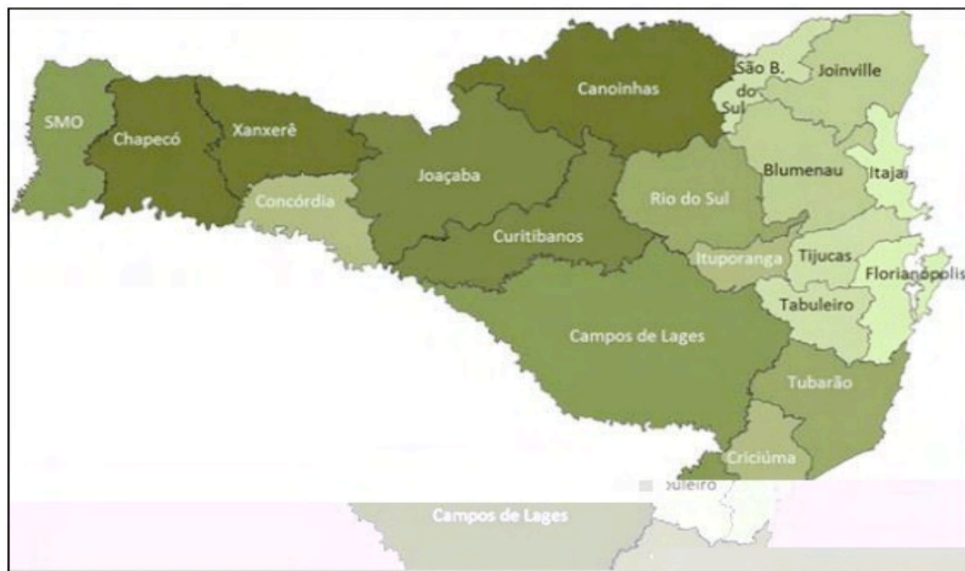 São B.
do
Sul
Joinville
Canoinhas
SMO
Chapecó
Xanxerê
Joaçaba
Blumenau
Itajaí
Concórdia
Rio do Sul
Curitibanos
Ituporanga
Tijucas
Florianópolis
Tabuleiro
Campos de Lages
Tubarão
Criciúma
Campos de Lages